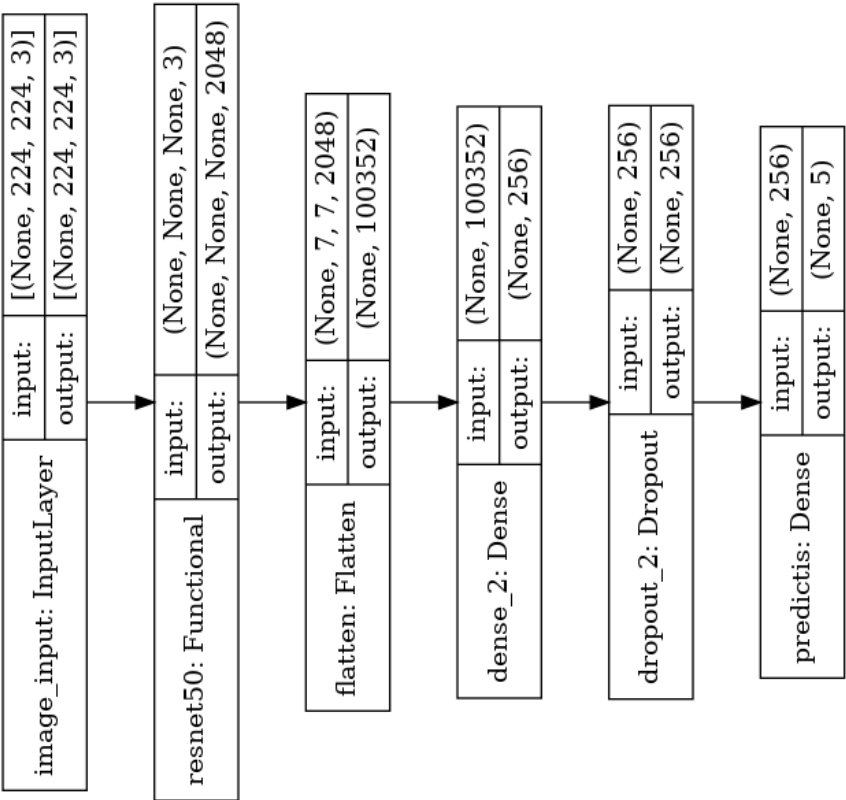 image_input: InputLayer
input:
[(None, 224, 224, 3)]
output:
[(None, 224, 224, 3)]
resnet50: Functional
input:
(None, None, None, 3)
output:
(None, None, None, 2048)
flatten: Flatten
input:
(None, 7, 7, 2048)
output:
(None, 100352)
dense_2: Dense
input:
(None, 100352)
output:
(None, 256)
dropout_2: Dropout
input:
(None, 256)
output:
(None, 256)
predictis: Dense
input:
(None, 256)
output:
(None, 5)